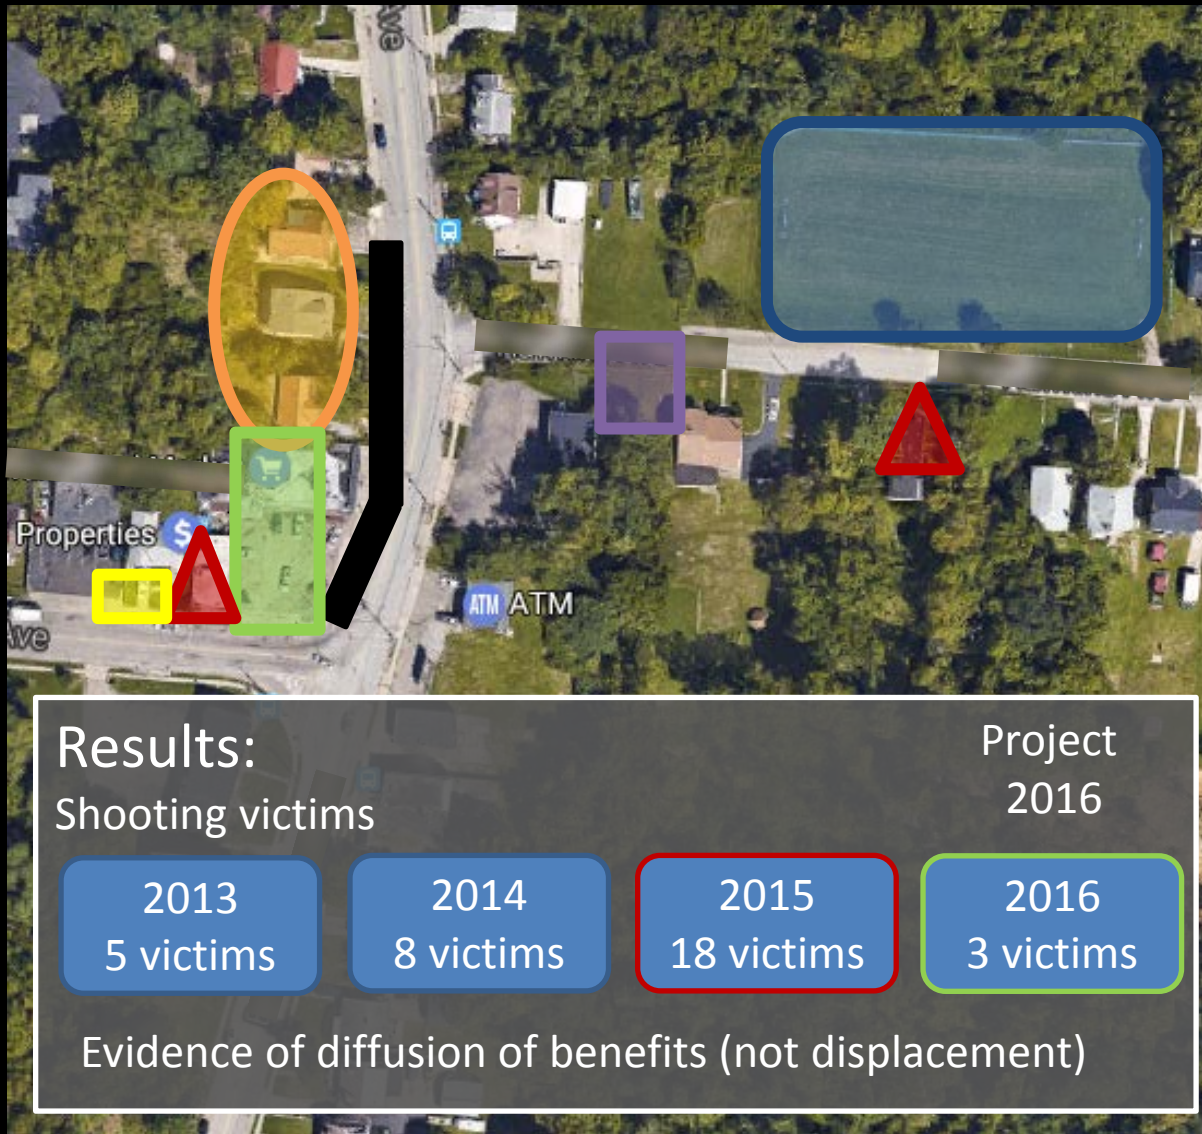 Ave
Properties $
ATM ATM
Ave
Results:
Shooting victims
Project
2016
2013
5 victims
2014
8 victims
2015
18 victims
2016
3 victims
Evidence of diffusion of benefits (not displacement)